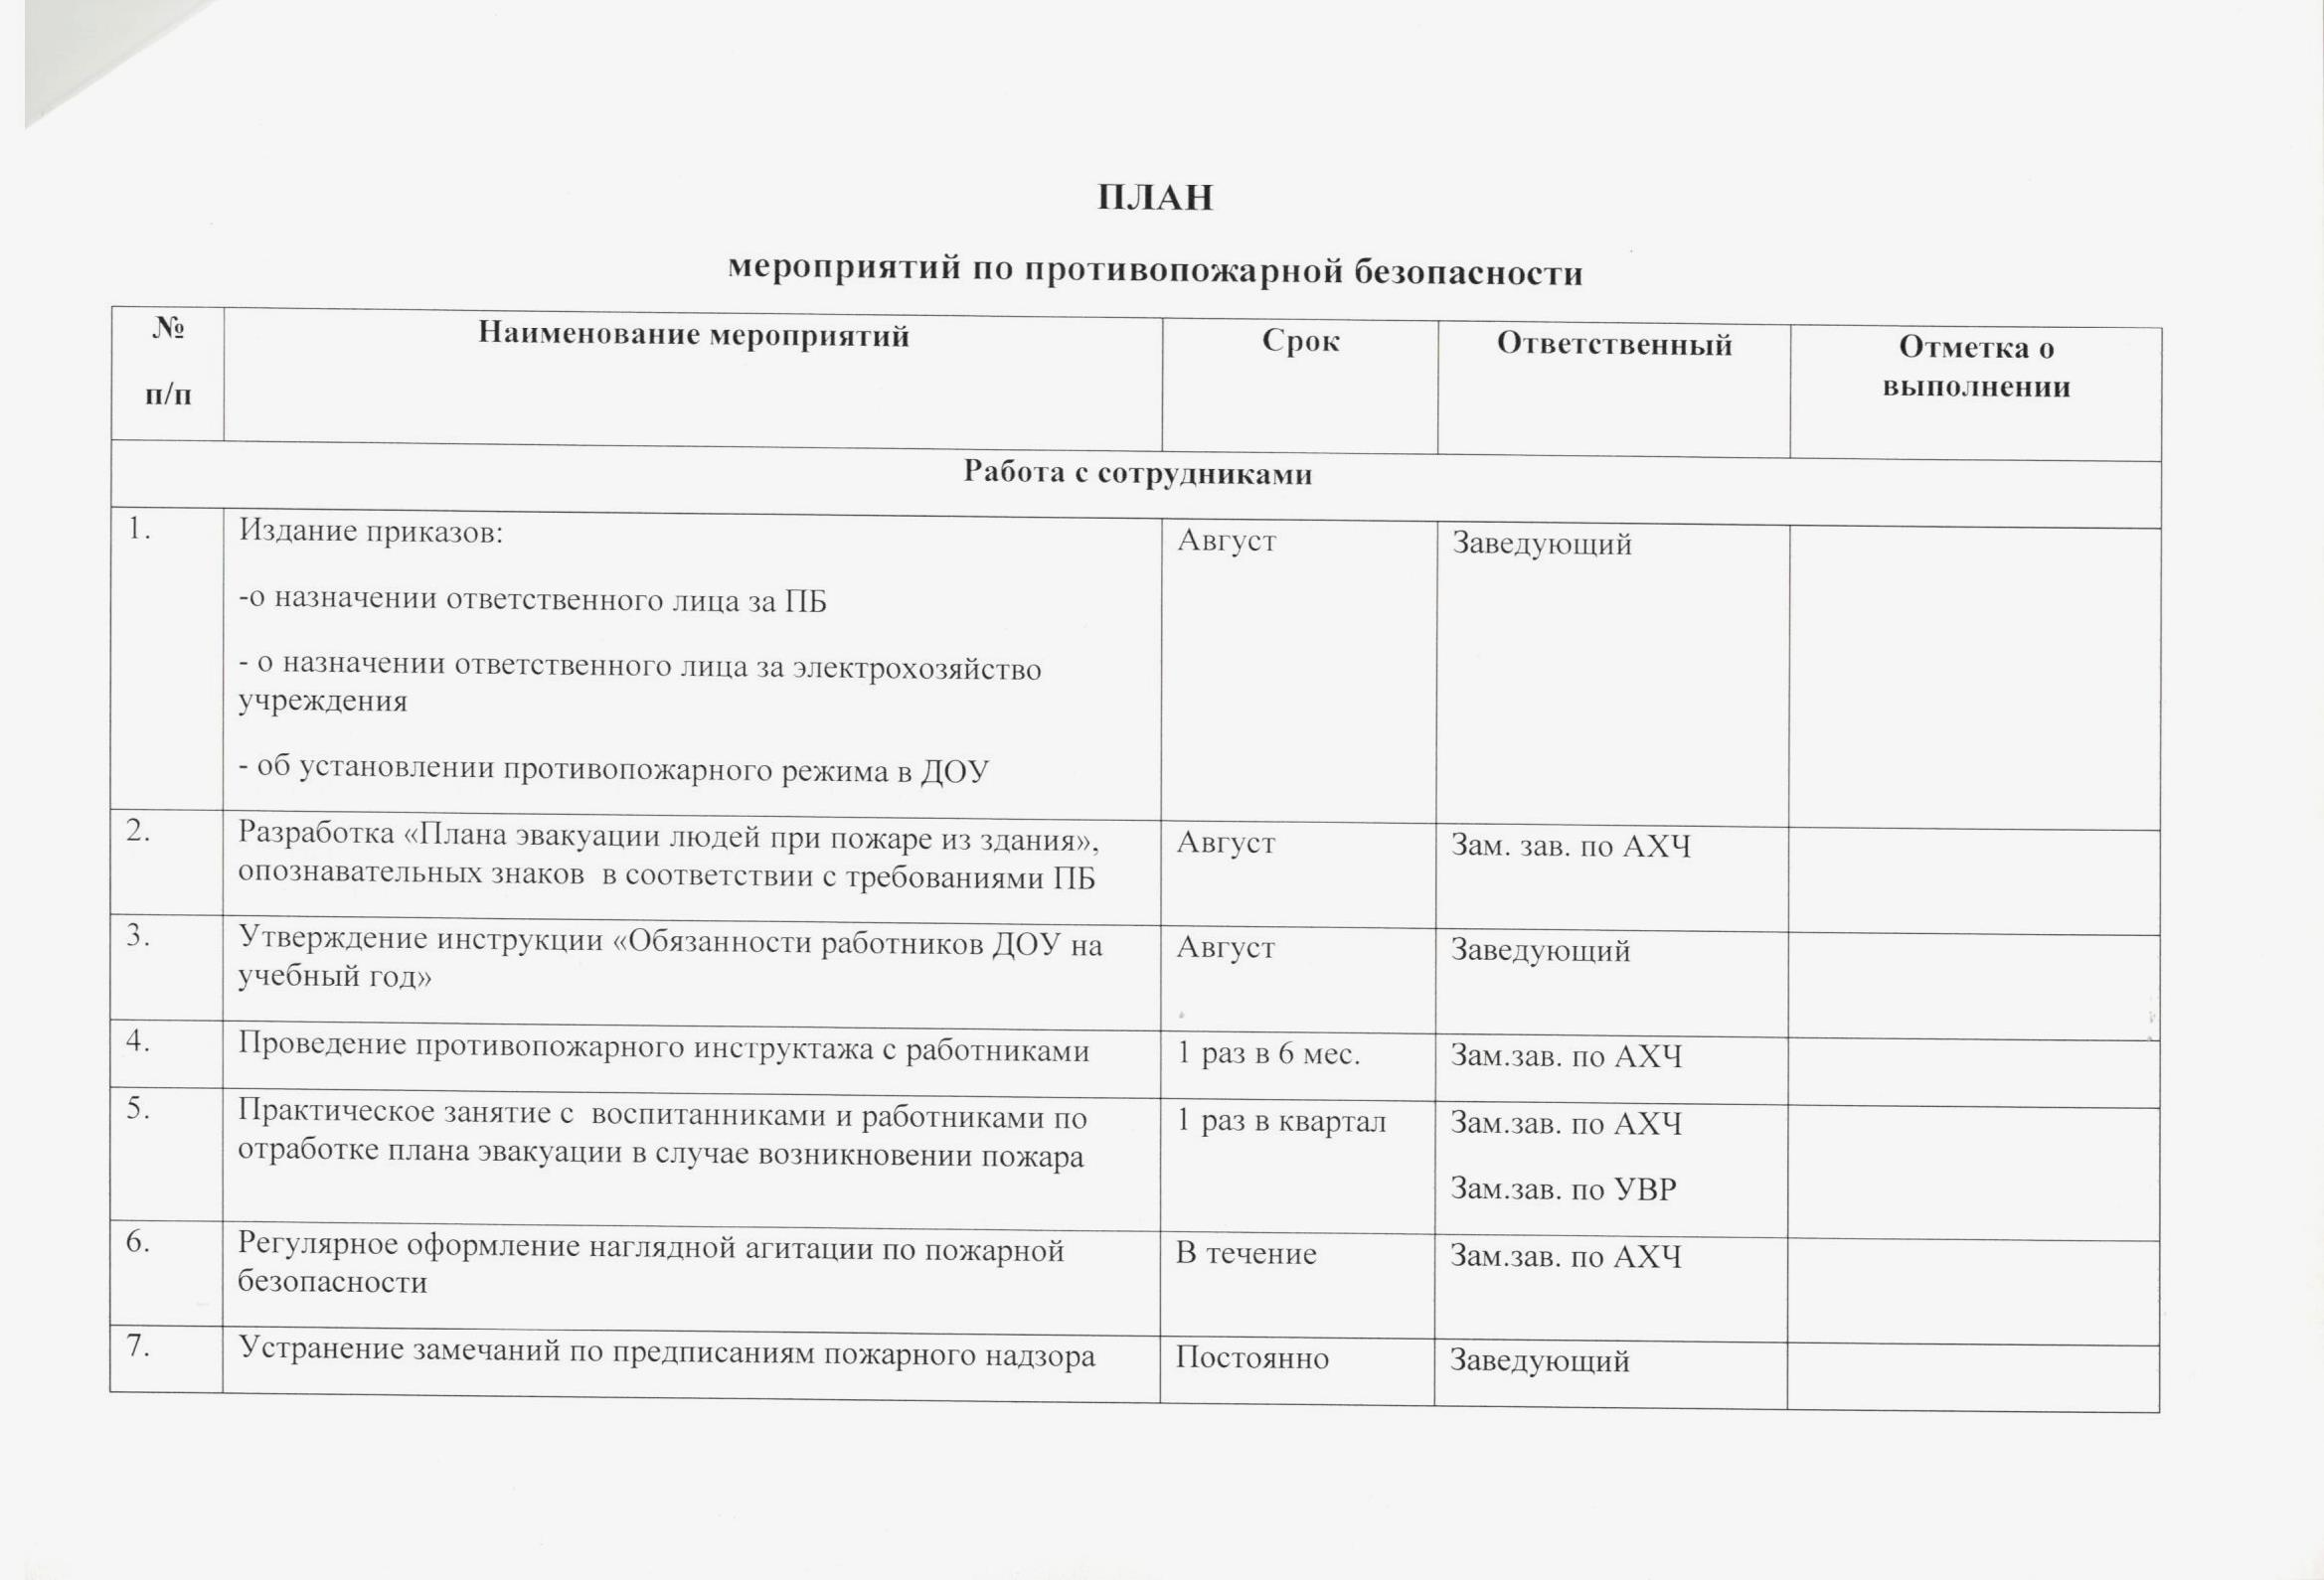 ПЛАН
мероприятий по противопожарной безопасности
№ Наименование мероприятий Срок Ответственный Отметка о
п/п выполнении
Работа с сотрудниками
1. Издание приказов: Август Заведующий
-о назначении ответственного лица за ПБ
- о назначении ответственного лица за электрохозяйство
учреждения
- об установлении противопожарного режима в ДОУ
2. Разработка «Плана эвакуации людей при пожаре из здания», Август Зам. зав. по АХЧ
опознавательных знаков в соответствии с требованиями ПБ
3. Утверждение инструкции «Обязанности работников ДОУ на Август Заведующий
учебный год»
4. Проведение противопожарного инструктажа с работниками 1 раз в 6 мес. Зам.зав. по АХЧ
5. Практическое занятие с воспитанниками и работниками по 1 раз в квартал Зам.зав. по АХЧ
отработке плана эвакуации в случае возникновении пожара
Зам.зав. по УВР
6. Регулярное оформление наглядной агитации по пожарной В течение Зам.зав. по АХЧ
безопасности
7. Устранение замечаний по предписаниям пожарного надзора Постоянно Заведующий